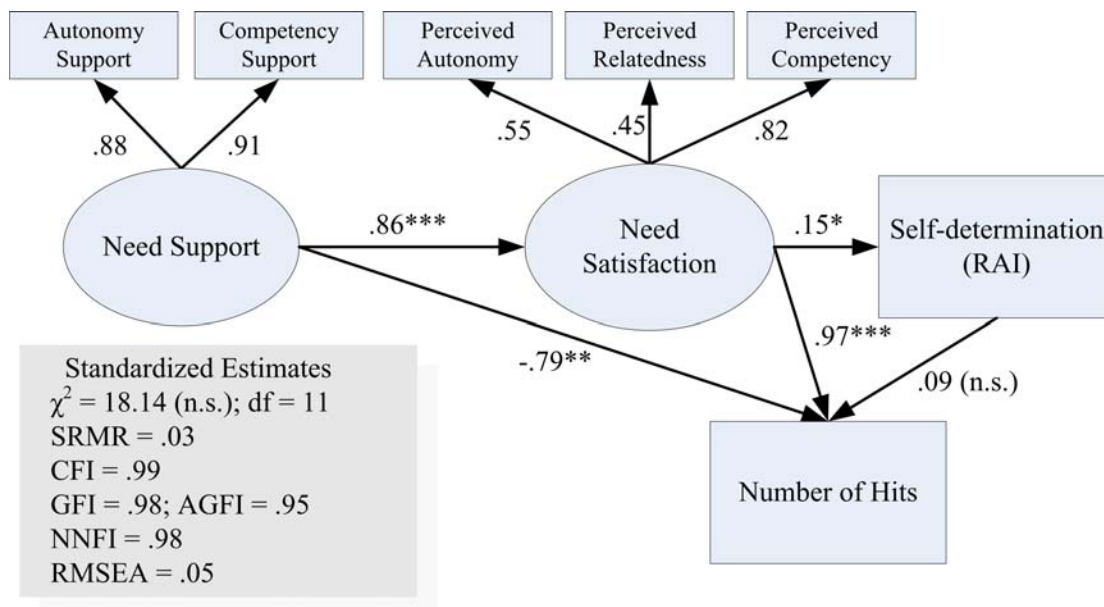 Autonomy
Support
Competency
Support
Perceived
Autonomy
Perceived
Relatedness
Perceived
Competency
.88
.91
.55
.45
.82
Need Support
.86***
Need
Satisfaction
.15*
Self-determination
(RAI)
-.79**
.97***
.09 (n.s.)
Number of Hits
Standardized Estimates
χ² = 18.14 (n.s.); df = 11
SRMR = .03
CFI = .99
GFI = .98; AGFI = .95
NNFI = .98
RMSEA = .05